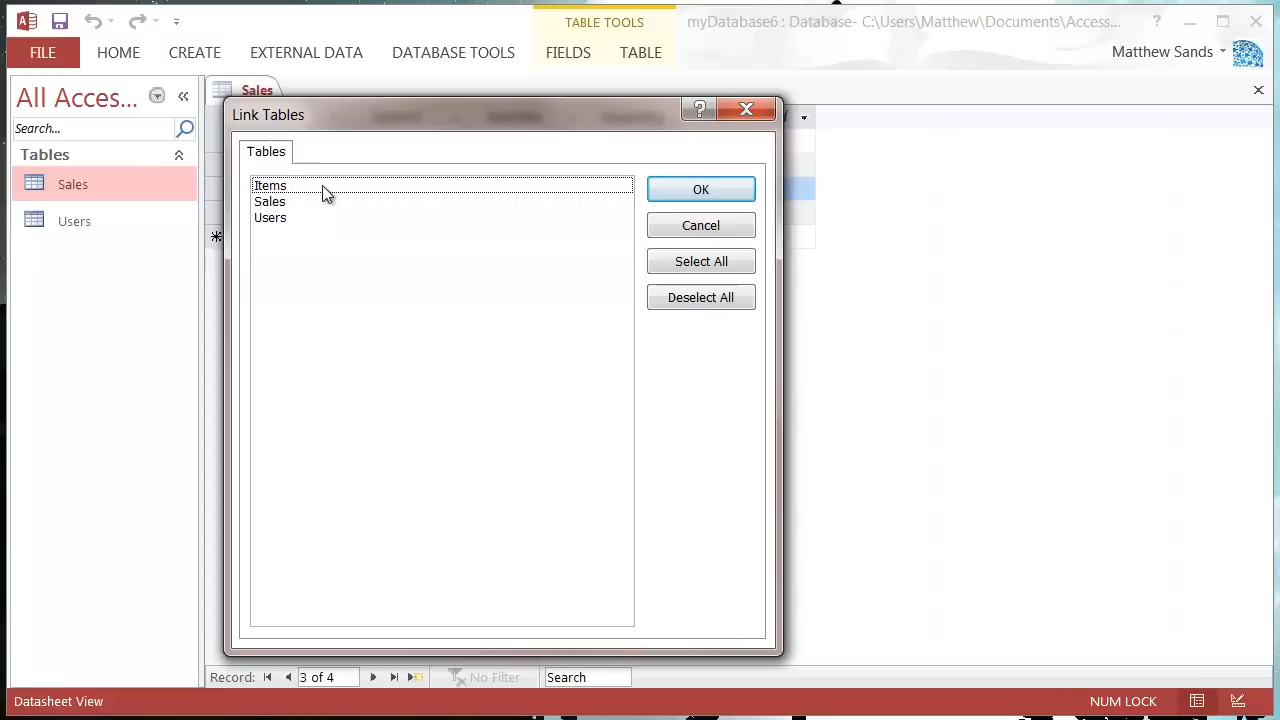 TABLE TOOLS
myDatabase6 : Database- C:\Users\Matthew\Documents\Access...
?
FILE
HOME
CREATE
EXTERNAL DATA
DATABASE TOOLS
FIELDS
TABLE
Matthew Sands
All Acces...
Search...
Tables
Sales
Users
Sales
Link Tables
?
Tables
Items
Sales
Users
OK
Cancel
Select All
Deselect All
Record:
3 of 4
No Filter
Search
Datasheet View
NUM LOCK